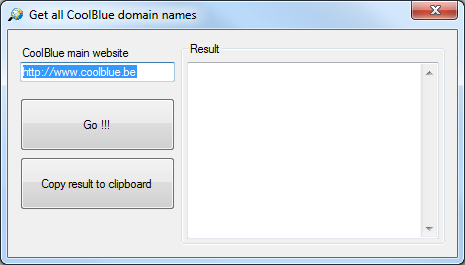 Get all CoolBlue domain names
CoolBlue main website
http://www.coolblue.be
Go !!!
Copy result to clipboard
Result